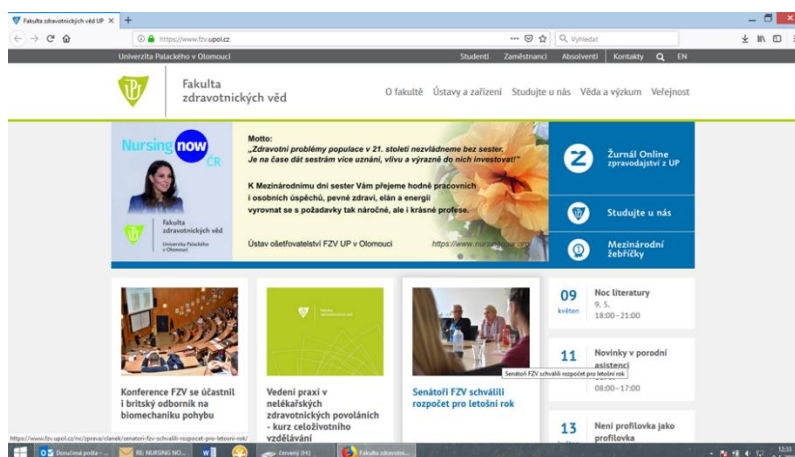 Fakulta zdravotnických věd UP
https://www.fzv.upol.cz
Vyhledat
Univerzita Palackého v Olomouci
Studenti Zaměstnanci Absolventi Kontakty EN
Fakulta
zdravotnických věd
O fakultě Ústavy a zařízení Studujte u nás Věda a výzkum Veřejnost
Nursing now
ČR
Fakulta
zdravotnických věd
Univerzita Palackého
v Olomouci
Motto:
„Zdravotní problémy populace v 21. století nezvládneme bez sester.
Je na čase dát sestrám více uznání, vlivu a výrazně do nich investovat!"
K Mezinárodnímu dni sester Vám přejeme hodně pracovních
i osobních úspěchů, pevné zdraví, elán a energii
vyrovnat se s požadavky tak náročné, ale i krásné profese.
Ústav ošetřovatelství FZV UP v Olomouci https://www.nursingnow.org
Žurnál Online
zpravodajství z UP
Studujte u nás
Mezinárodní
žebříčky
Konference FZV se účastnil
i britský odborník na
biomechaniku pohybu
Vedení praxí v
nelékařských
zdravotnických povoláních
- kurz celoživotního
vzdělávání
Senátoři FZV schválili
rozpočet pro letošní rok
Senátoři FZV schválili rozpočet pro letošní rok
09
květen
Noc literatury
9. 5.
18:00–21:00
11
Novinky v porodní
asistenci
08:00–17:00
13
Není profilovka jako
profilovka
https://www.fzv.upol.cz/nc/zprava/clanek/senatori-fzv-schvalili-rozpocet-pro-letosni-rok/
Doručená pošta - ...
RE: NURSING NO...
červený [H:]
Fakulta zdravotni...
12:33